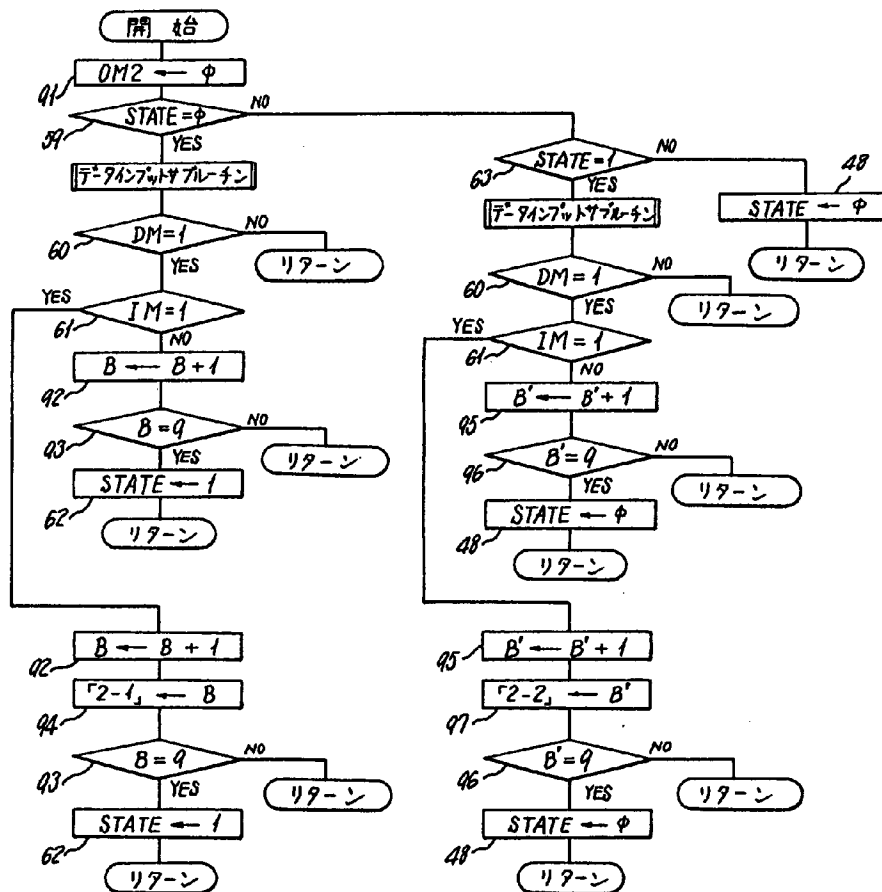 開始
OM2 ← φ
91
STATE=φ
NO
59
YES
データインプットサブルーチン
DM=1
NO
60
YES
リターン
YES
IM=1
61
NO
B ← B+1
92
B=9
NO
93
YES
リターン
STATE ← 1
62
リターン
B ← B+1
92
「2-1」 ← B
94
B=9
NO
93
YES
リターン
STATE ← 1
62
リターン
STATE=1
NO
63
YES
48
STATE ← φ
リターン
データインプットサブルーチン
DM=1
NO
60
YES
リターン
YES
IM=1
61
NO
B' ← B'+1
95
B'=9
NO
96
YES
リターン
STATE ← φ
48
リターン
B' ← B'+1
95
「2-2」 ← B'
97
B'=9
NO
96
YES
リターン
STATE ← φ
48
リターン